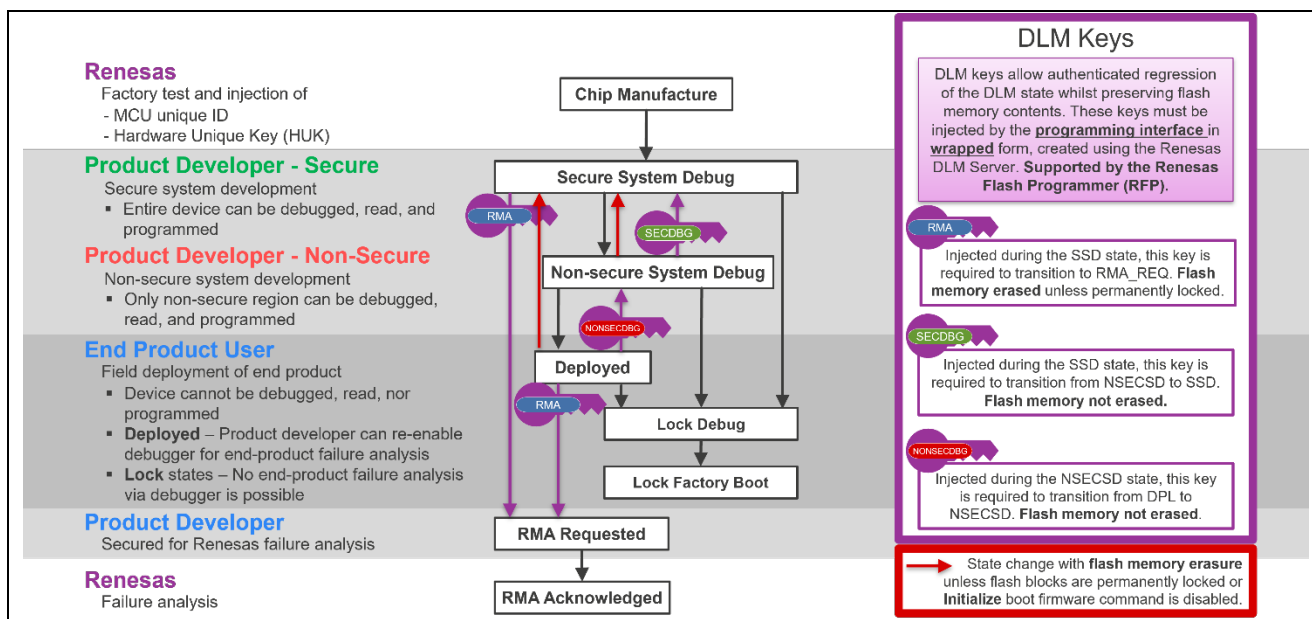 Renesas
Factory test and injection of
- MCU unique ID
- Hardware Unique Key (HUK)
Product Developer - Secure
Secure system development
▪ Entire device can be debugged, read, and
programmed
Product Developer - Non-Secure
Non-secure system development
▪ Only non-secure region can be debugged,
read, and programmed
End Product User
Field deployment of end product
▪ Device cannot be debugged, read, nor
programmed
▪ Deployed – Product developer can re-enable
debugger for end-product failure analysis
▪ Lock states – No end-product failure analysis
via debugger is possible
Product Developer
Secured for Renesas failure analysis
Renesas
Failure analysis
Chip Manufacture
Secure System Debug
RMA
SECDBG
Non-secure System Debug
NONSECDBG
Deployed
RMA
Lock Debug
Lock Factory Boot
RMA Requested
RMA Acknowledged
DLM Keys
DLM keys allow authenticated regression
of the DLM state whilst preserving flash
memory contents. These keys must be
injected by the programming interface in
wrapped form, created using the Renesas
DLM Server. Supported by the Renesas
Flash Programmer (RFP).
RMA
Injected during the SSD state, this key is
required to transition to RMA_REQ. Flash
memory erased unless permanently locked.
SECDBG
Injected during the SSD state, this key is
required to transition from NSECSD to SSD.
Flash memory not erased.
NONSECDBG
Injected during the NSECSD state, this key
is required to transition from DPL to
NSECSD. Flash memory not erased.
State change with flash memory erasure
unless flash blocks are permanently locked or
Initialize boot firmware command is disabled.